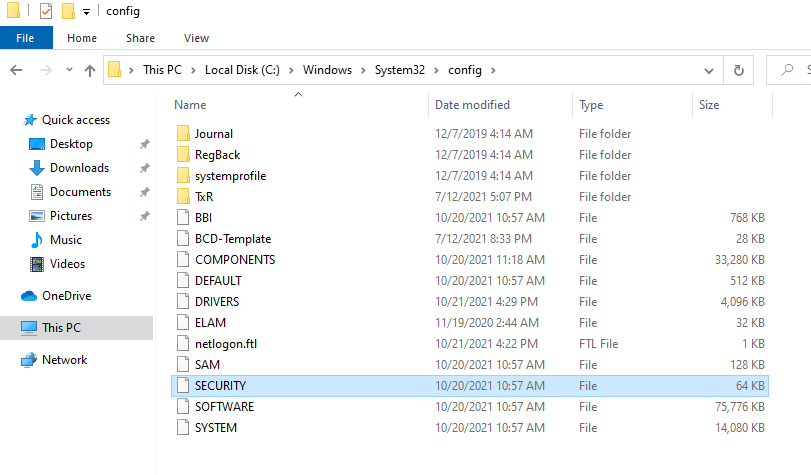 config
File Home Share View
This PC Local Disk (C:) Windows System32 config
Name Date modified Type Size
Quick access
Desktop
Downloads
Documents
Pictures
Music
Videos
OneDrive
This PC
Network
Journal 12/7/2019 4:14 AM File folder
RegBack 12/7/2019 4:14 AM File folder
systemprofile 12/7/2019 4:14 AM File folder
TxR 7/12/2021 5:07 PM File folder
BBI 10/20/2021 10:57 AM File 768 KB
BCD-Template 7/12/2021 8:33 PM File 28 KB
COMPONENTS 10/20/2021 11:18 AM File 33,280 KB
DEFAULT 10/20/2021 10:57 AM File 512 KB
DRIVERS 10/21/2021 4:29 PM File 4,096 KB
ELAM 11/19/2020 2:44 AM File 32 KB
netlogon.ftl 10/21/2021 4:22 PM FTL File 1 KB
SAM 10/20/2021 10:57 AM File 128 KB
SECURITY 10/20/2021 10:57 AM File 64 KB
SOFTWARE 10/20/2021 10:57 AM File 75,776 KB
SYSTEM 10/20/2021 10:57 AM File 14,080 KB